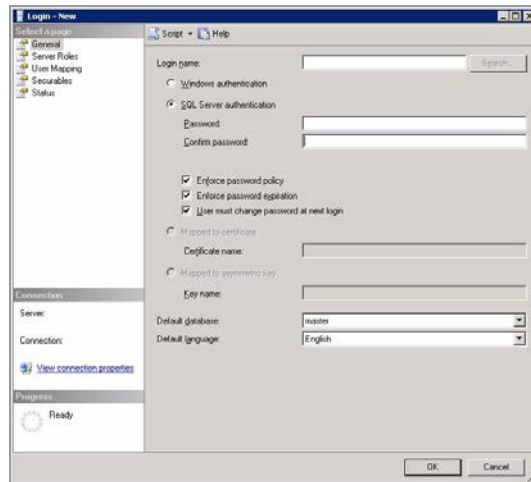 Login - New
Select a page
General
Server Roles
User Mapping
Securables
Status
Script
Help
Login name:
Search...
Windows authentication
SQL Server authentication
Password:
Confirm password:
Enforce password policy
Enforce password expiration
User must change password at next login
Mapped to certificate
Certificate name:
Mapped to asymmetric key
Key name:
Default database:
master
Default language:
English
Connection
Server:
Connection:
View connection properties
Progress
Ready
OK
Cancel